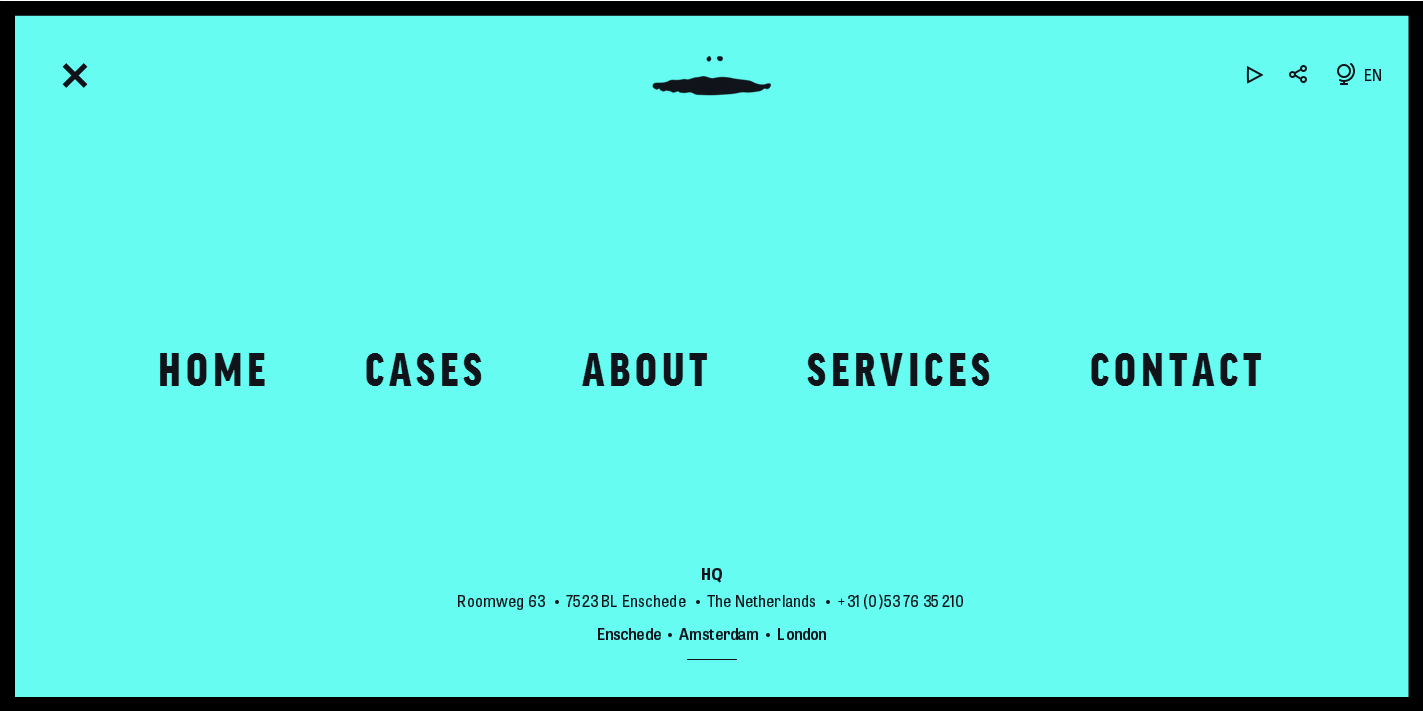 EN
HOME CASES ABOUT SERVICES CONTACT
HQ
Roomweg 63 • 7523 BL Enschede • The Netherlands • +31 (0)53 76 35 210
Enschede • Amsterdam • London